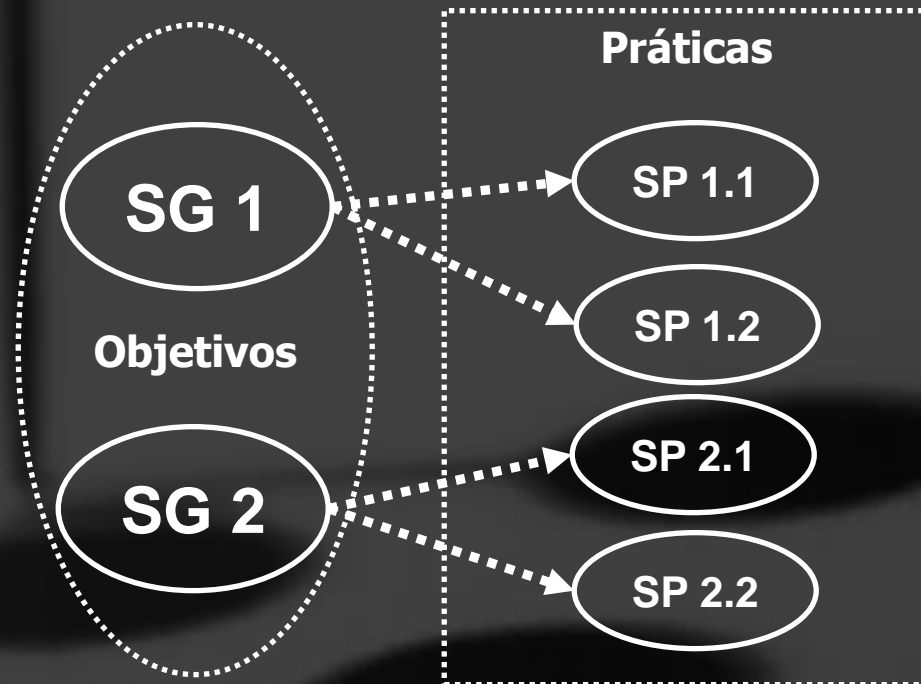 Práticas
SG 1
SP 1.1
SP 1.2
Objetivos
SP 2.1
SG 2
SP 2.2